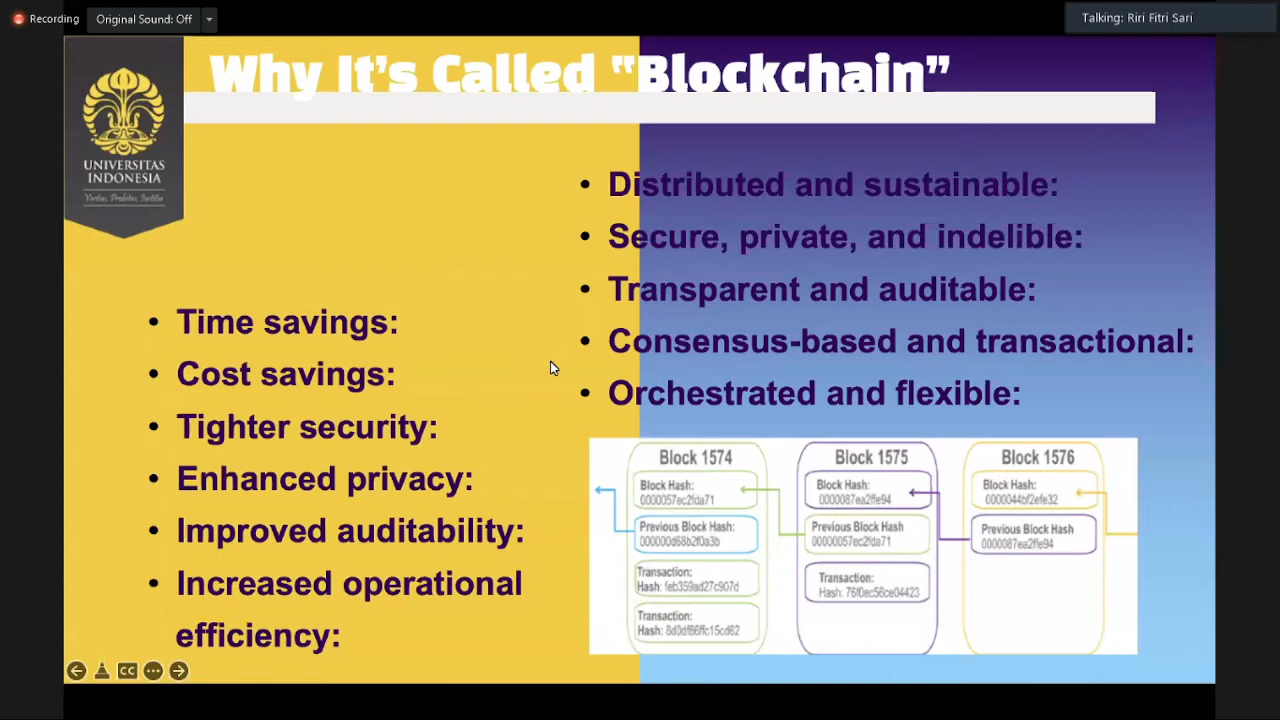 Recording
Original Sound: Off
Talking: Riri Fitri Sari
UNIVERSITAS
INDONESIA
Veritas, Probitas, Iustitia
Why It's Called “Blockchain”
Time savings:
Cost savings:
Tighter security:
Enhanced privacy:
Improved auditability:
Increased operational
efficiency:
Distributed and sustainable:
Secure, private, and indelible:
Transparent and auditable:
Consensus-based and transactional:
Orchestrated and flexible:
Block 1574
Block Hash:
0000057ec2fda71
Previous Block Hash:
000000d68b2f0a3b
Transaction:
Hash: feb359ad27c907d
Transaction:
Hash: 8d0df86ffc15cd62
Block 1575
Block Hash:
0000087ea2ffe94
Previous Block Hash
00000057ec2fda71
Transaction:
Hash: 76f0ec56ce04423
Block 1576
Block Hash:
0000044bf2efe32
Previous Block Hash
0000087ea2ffe94
CC